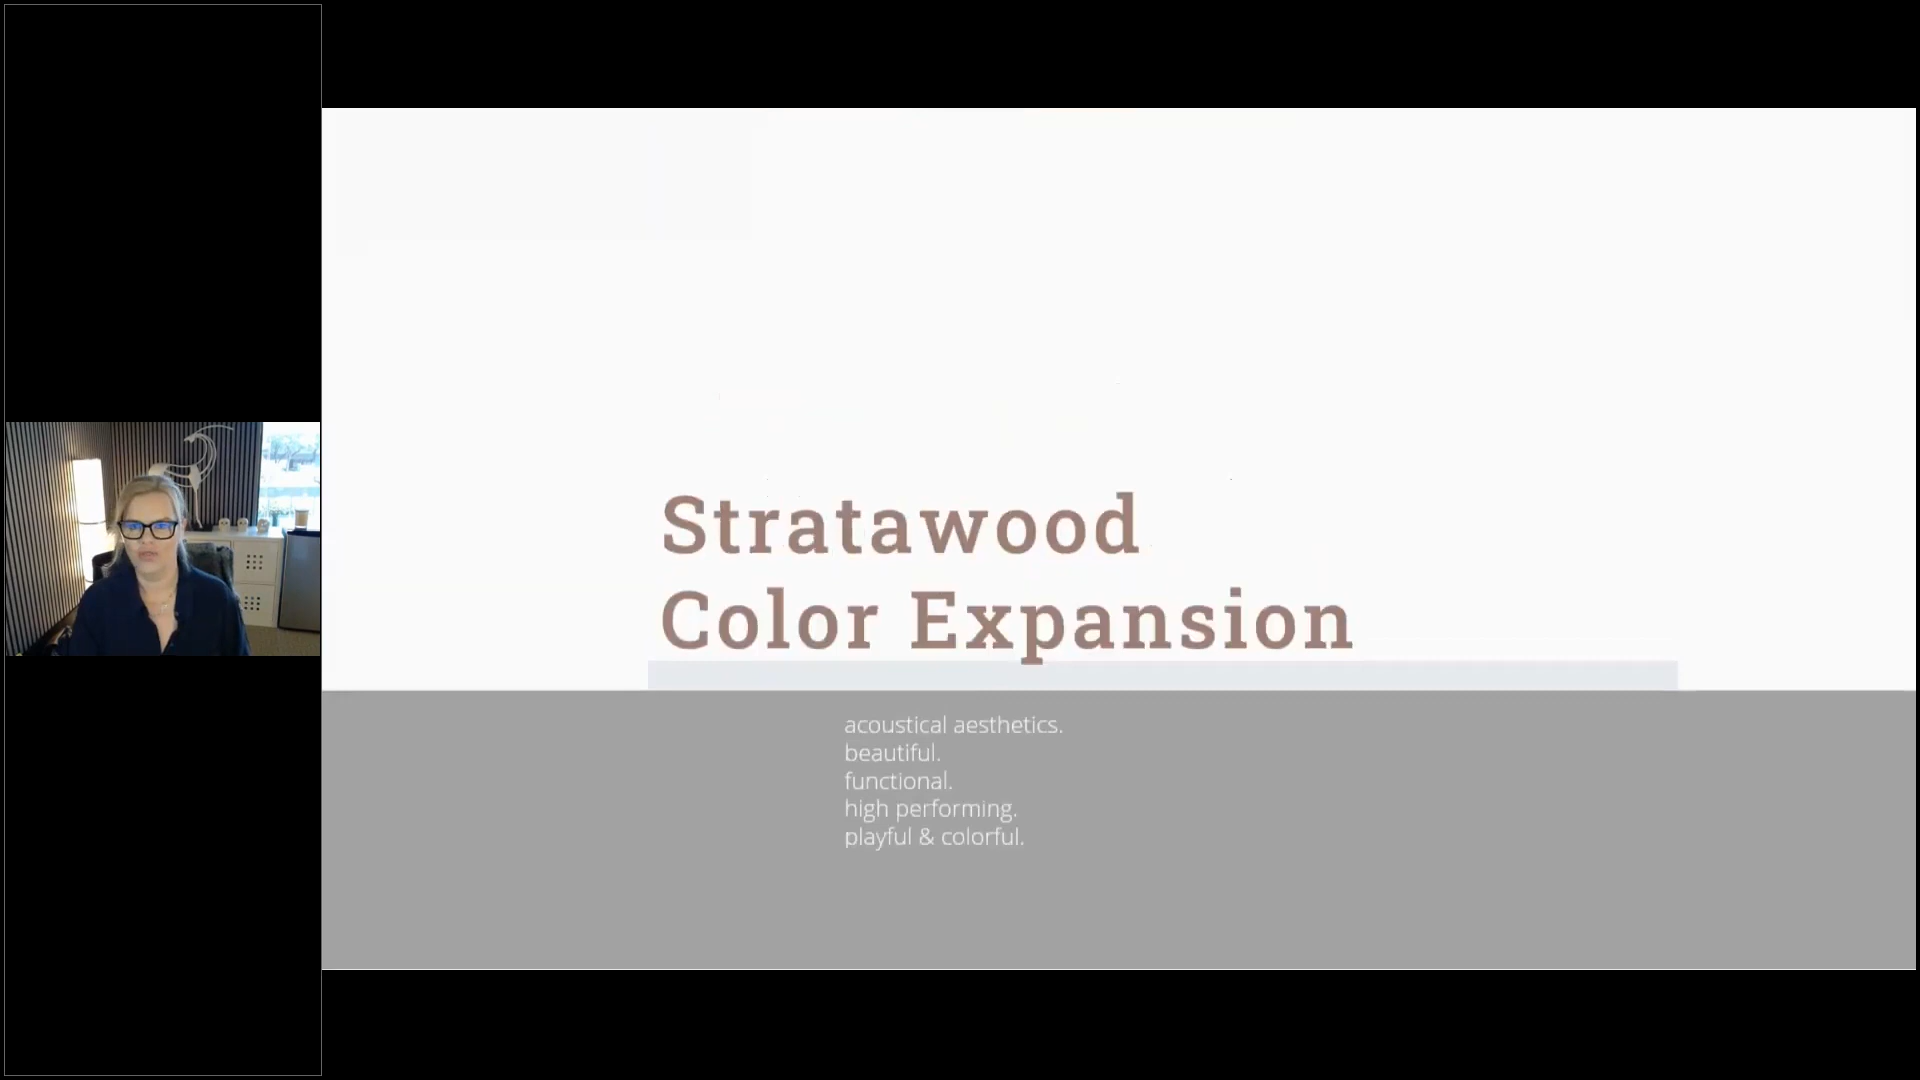 Stratawood
Color Expansion
acoustical aesthetics.
beautiful.
functional.
high performing.
playful & colorful.